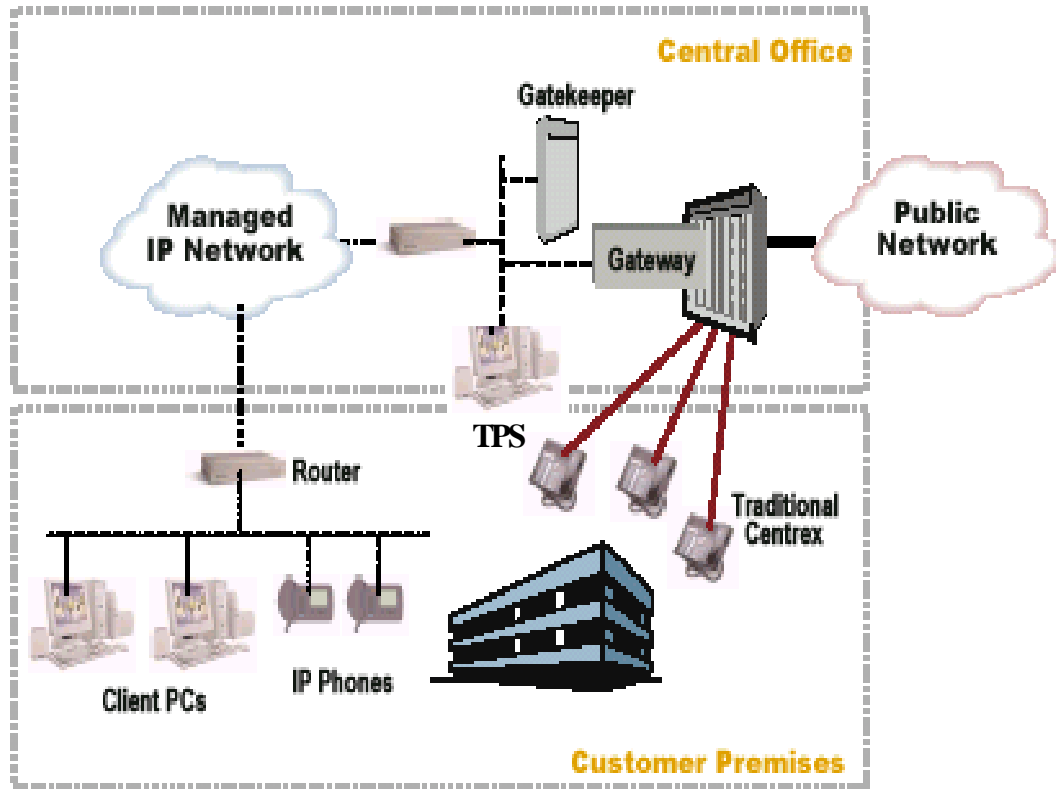 Central Office
Gatekeeper
Managed
IP Network
Public
Network
Gateway
TPS
Router
Traditional
Centrex
IP Phones
Client PCs
Customer Premises